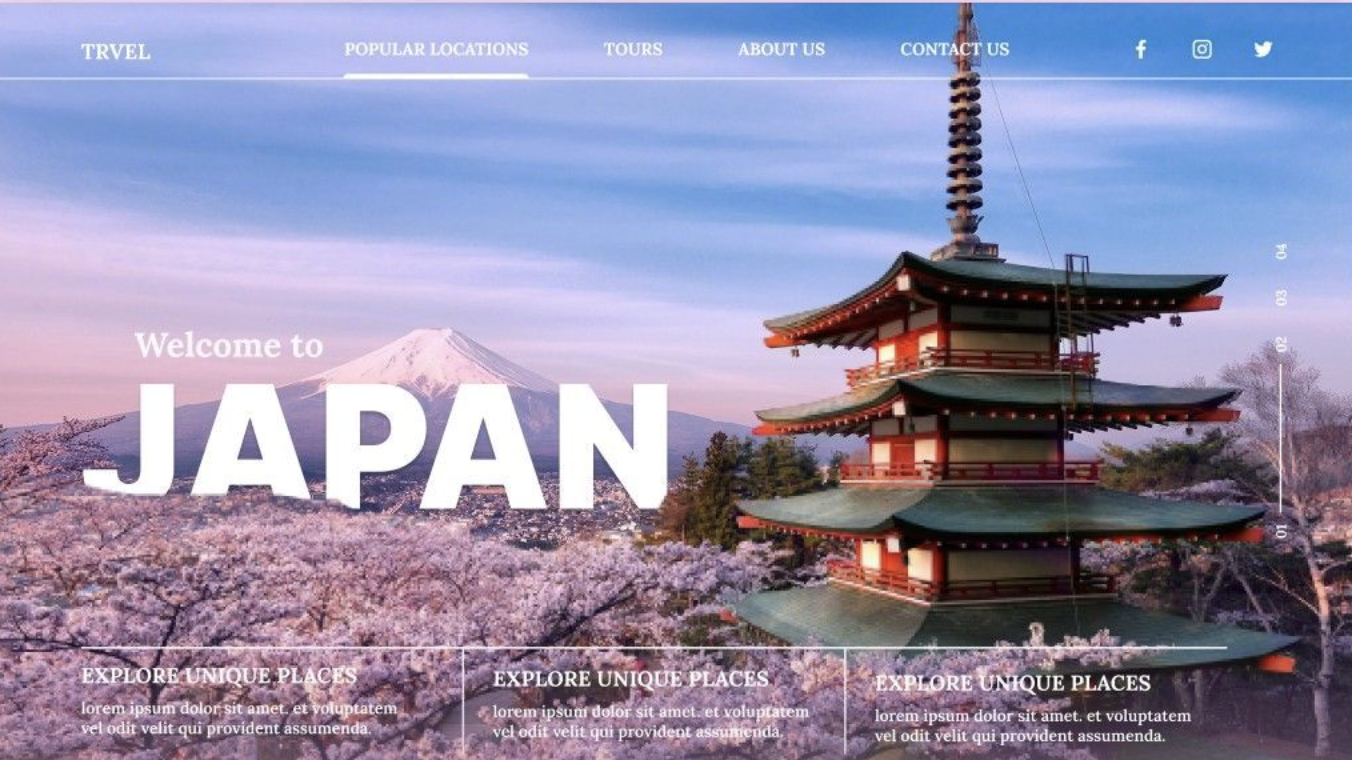 TRVEL
POPULAR LOCATIONS
TOURS
ABOUT US
CONTACT US
Welcome to
JAPAN
04
03
02
01
EXPLORE UNIQUE PLACES
lorem ipsum dolor sit amet. et voluptatem
vel odit velit qui provident assumenda.
EXPLORE UNIQUE PLACES
lorem ipsum dolor sit amet. et voluptatem
vel odit velit qui provident assumenda.
EXPLORE UNIQUE PLACES
lorem ipsum dolor sit amet. et voluptatem
vel odit velit qui provident assumenda.